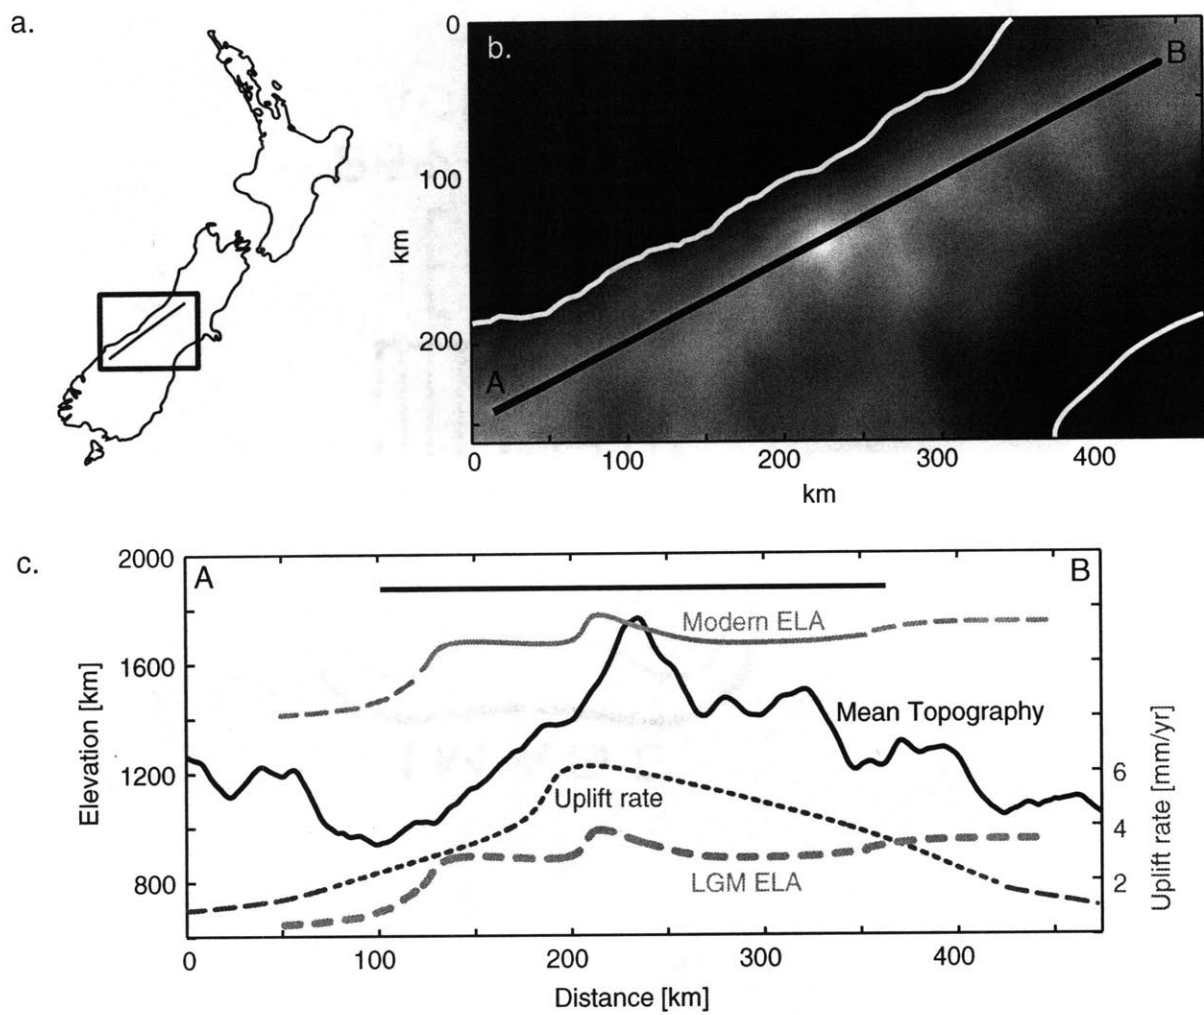 a.
b.
0
100
200
km
A
B
0
100
200
300
400
km
c.
A
B
2000
1600
1200
800
Elevation [km]
Modern ELA
Mean Topography
Uplift rate
LGM ELA
6
4
2
Uplift rate [mm/yr]
0
100
200
300
400
Distance [km]